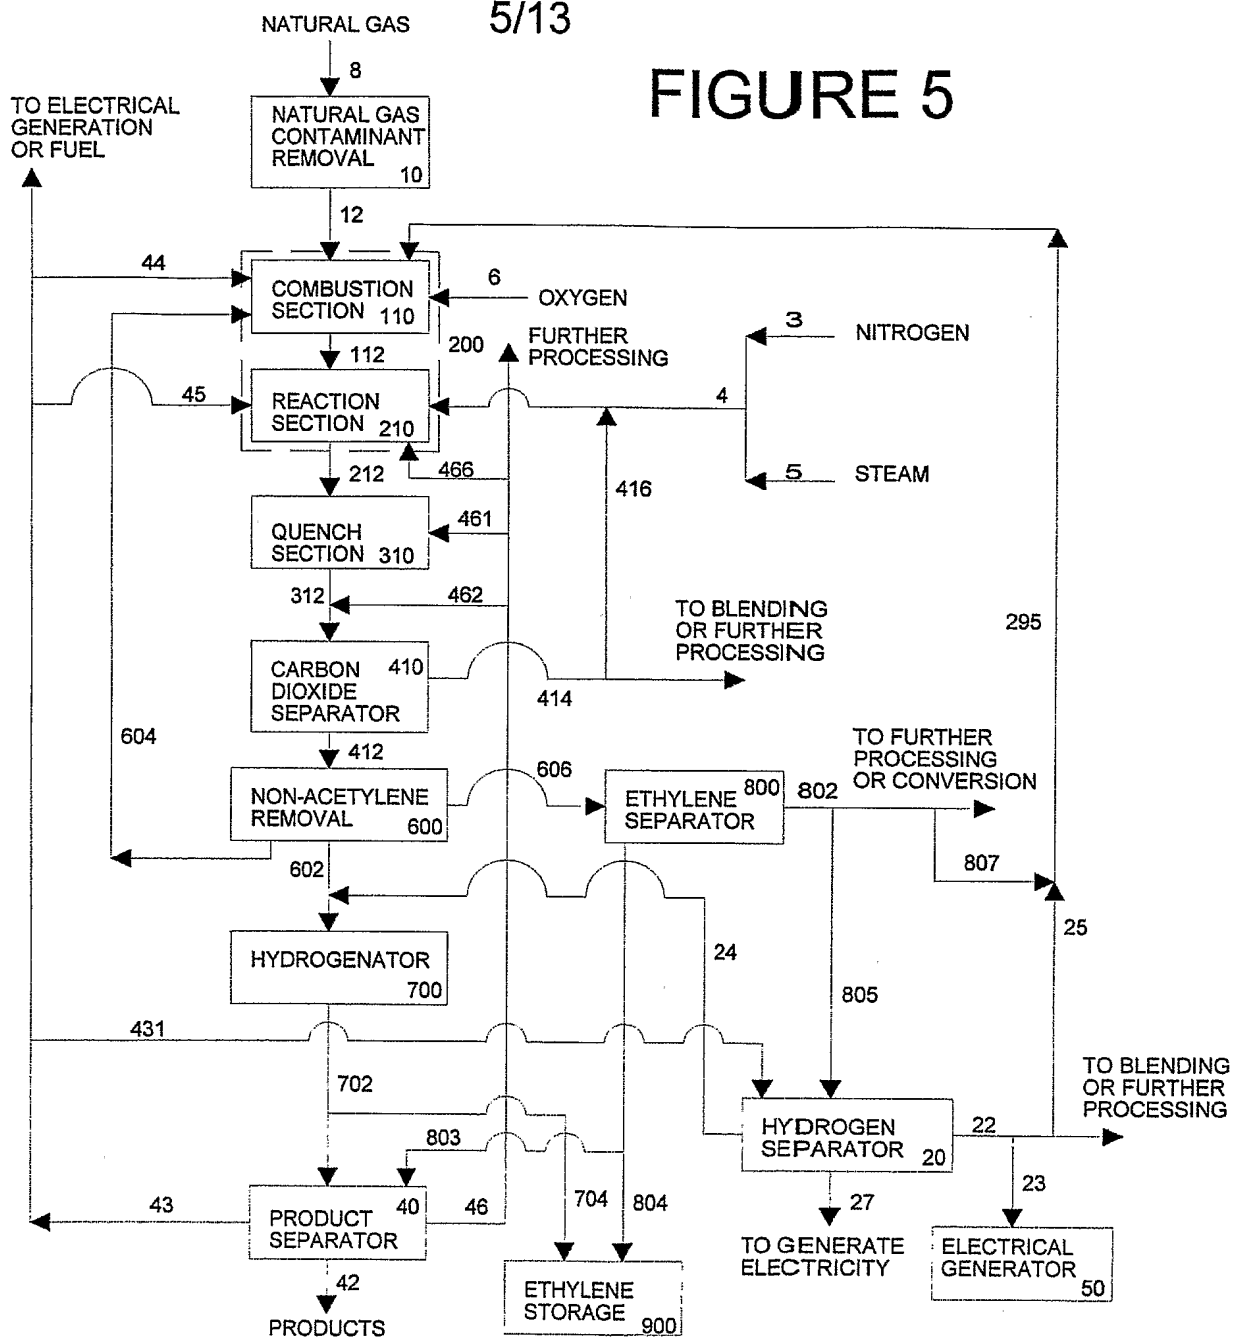 5/13
FIGURE 5
NATURAL GAS
8
TO ELECTRICAL
GENERATION
OR FUEL
NATURAL GAS
CONTAMINANT
REMOVAL
10
12
44
COMBUSTION
SECTION 110
6
OXYGEN
112
200
FURTHER
PROCESSING
3
NITROGEN
45
REACTION
SECTION
210
4
212
466
416
5
STEAM
QUENCH
SECTION 310
461
312
462
TO BLENDING
OR FURTHER
PROCESSING
295
CARBON
DIOXIDE
SEPARATOR
410
414
604
412
TO FURTHER
PROCESSING
OR CONVERSION
NON-ACETYLENE
REMOVAL
600
606
ETHYLENE
SEPARATOR
800
802
602
807
HYDROGENATOR
700
24
25
805
431
702
TO BLENDING
OR FURTHER
PROCESSING
HYDROGEN
SEPARATOR
20
22
803
43
PRODUCT
SEPARATOR
40
46
704
804
27
23
TO GENERATE
ELECTRICITY
ELECTRICAL
GENERATOR
50
42
PRODUCTS
ETHYLENE
STORAGE
900